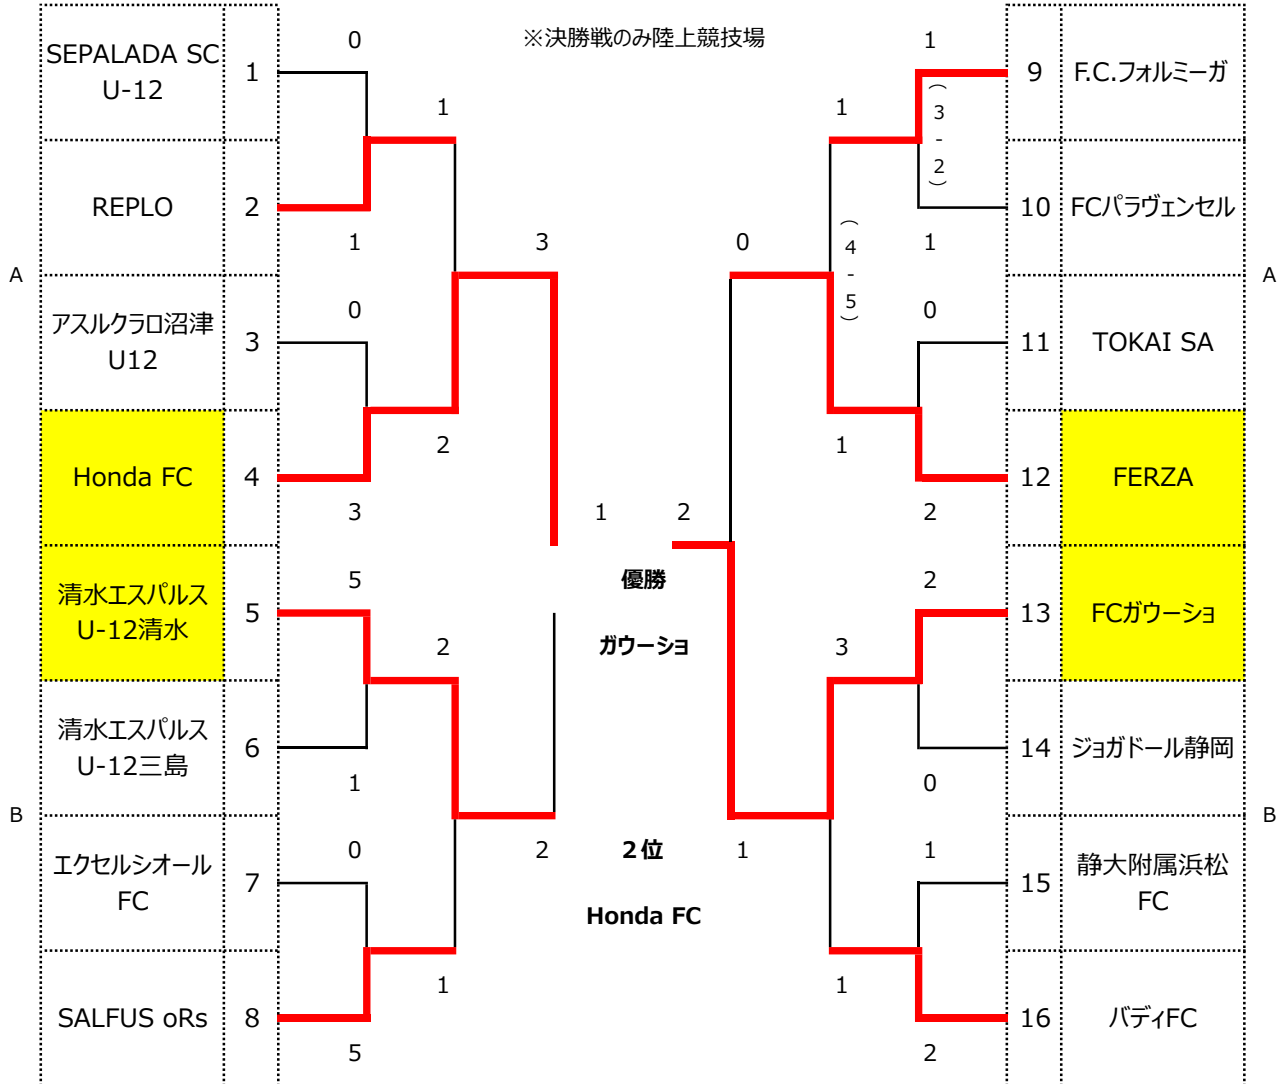 ※決勝戦のみ陸上競技場
A
SEPALADA SC
U-12
1
0
REPLO
2
1
1
アスルクラロ沼津
U12
3
0
Honda FC
4
3
2
3
B
清水エスパルス
U-12清水
5
5
清水エスパルス
U-12三島
6
1
2
エクセルシオール
FC
7
0
SALFUS oRs
8
5
1
2
1 2
優勝
ガウーショ
2位
Honda FC
A
1
9
F.C.フォルミーガ
(3-2)
1
10
FCパラヴェンセル
1
(4-5)
0
0
11
TOKAI SA
2
12
FERZA
1
B
2
13
FCガウーショ
3
0
14
ジョガドール静岡
1
1
15
静大附属浜松
FC
2
16
バディFC
1